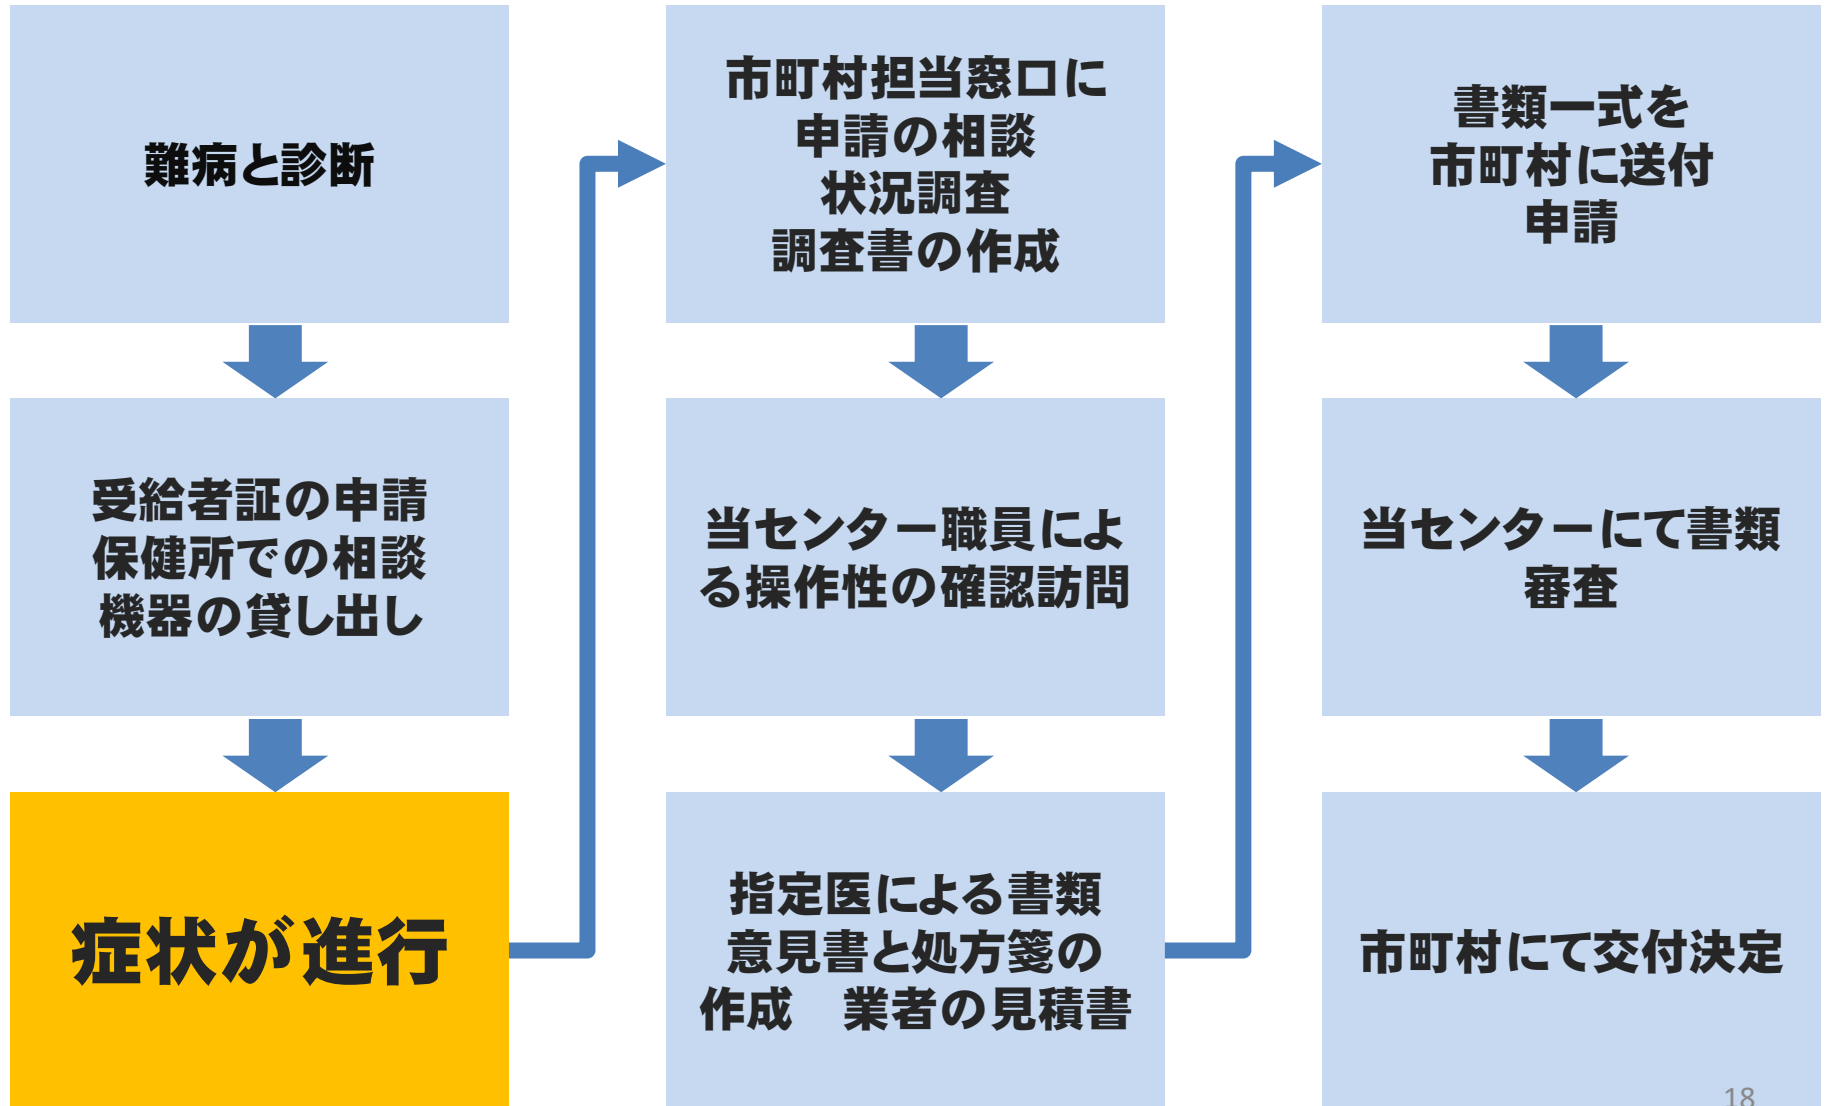 難病と診断
受給者証の申請
保健所での相談
機器の貸し出し
症状が進行
市町村担当窓口に
申請の相談
状況調査
調査書の作成
当センター職員によ
る操作性の確認訪問
指定医による書類
意見書と処方箋の
作成　業者の見積書
書類一式を
市町村に送付
申請
当センターにて書類
審査
市町村にて交付決定
18